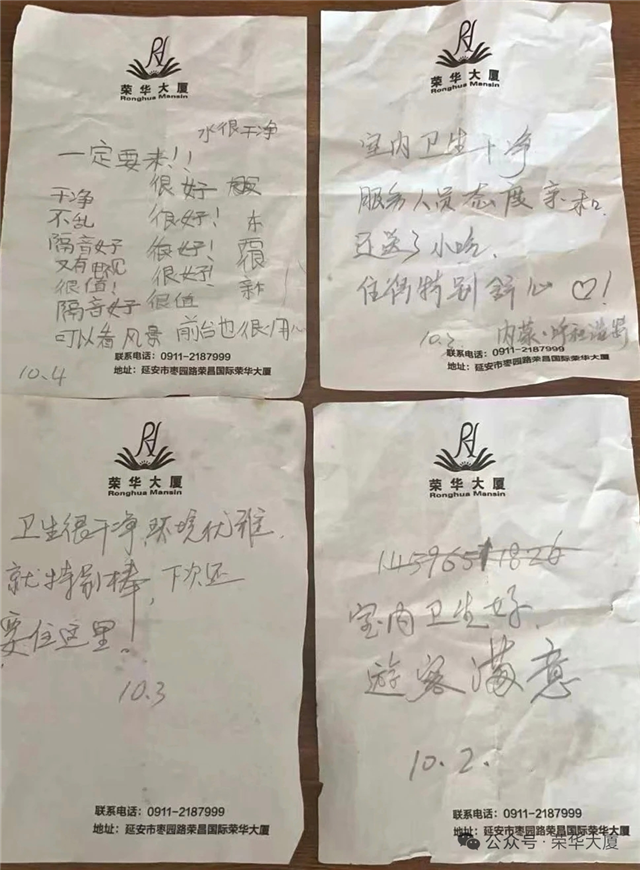 荣华大厦
Ronghua Mansin
水很干净
一定要来!!
干净 很好
不乱 很好! 东
隔音好 很好!
又有电视 很好! 很
很值! 新
隔音好 很值
可以看风景 前台也很用心
10.4
联系电话：0911-2187999
地址：延安市枣园路荣昌国际荣华大厦
荣华大厦
Ronghua Mansin
室内卫生干净
服务人员态度亲和.
还送了小吃.
住得特别舒心♡!
10.2. 内蒙·
联系电话：0911-2187999
地址：延安市枣园路荣昌国际荣华大厦
荣华大厦
Ronghua Mansin
卫生很干净,环境优雅.
就特别棒,下次还
要住这里!
10.3
联系电话：0911-2187999
地址：延安市枣园路荣昌国际荣华大厦
荣华大厦
Ronghua Mansin
室内卫生好.
游客满意
10.2.
联系电话：0911-2187999
地址：延安市枣园路荣昌国际荣华大厦
公众号·荣华大厦